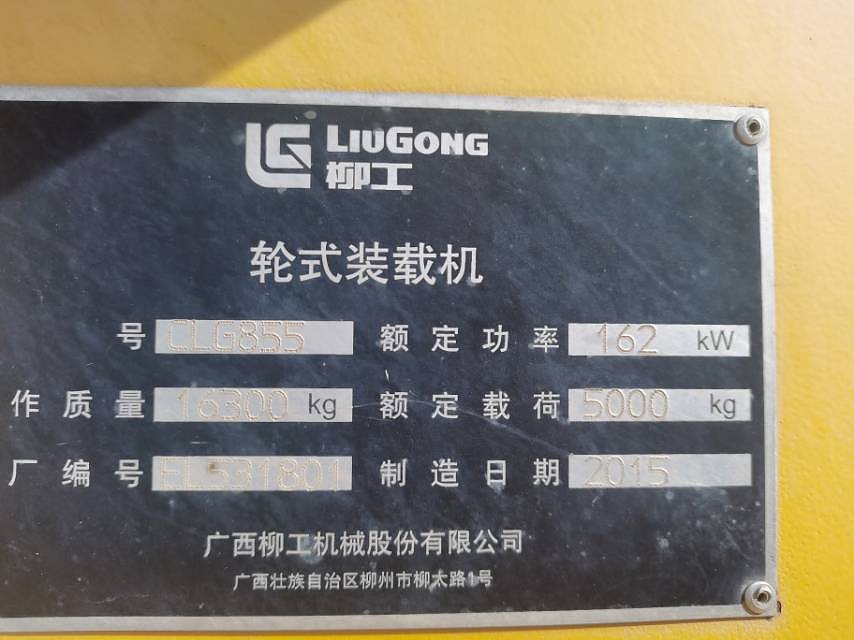 LG LIUGONG
柳工
轮式装载机
号 CLG855 额定功率 162 kW
作质量 16300 kg 额定载荷 5000 kg
厂编号 FL531801 制造日期 2015
广西柳工机械股份有限公司
广西壮族自治区柳州市柳太路1号